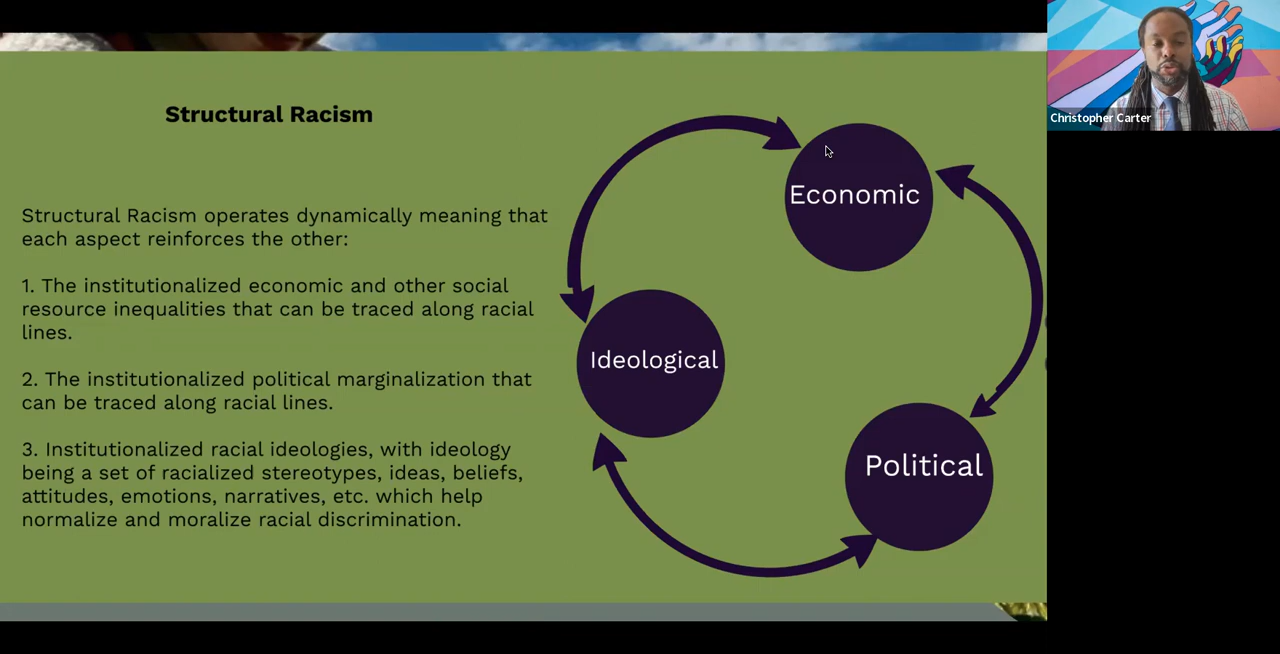 Structural Racism
Structural Racism operates dynamically meaning that
each aspect reinforces the other:
1. The institutionalized economic and other social
resource inequalities that can be traced along racial
lines.
2. The institutionalized political marginalization that
can be traced along racial lines.
3. Institutionalized racial ideologies, with ideology
being a set of racialized stereotypes, ideas, beliefs,
attitudes, emotions, narratives, etc. which help
normalize and moralize racial discrimination.
Economic
Ideological
Political
Christopher Carter